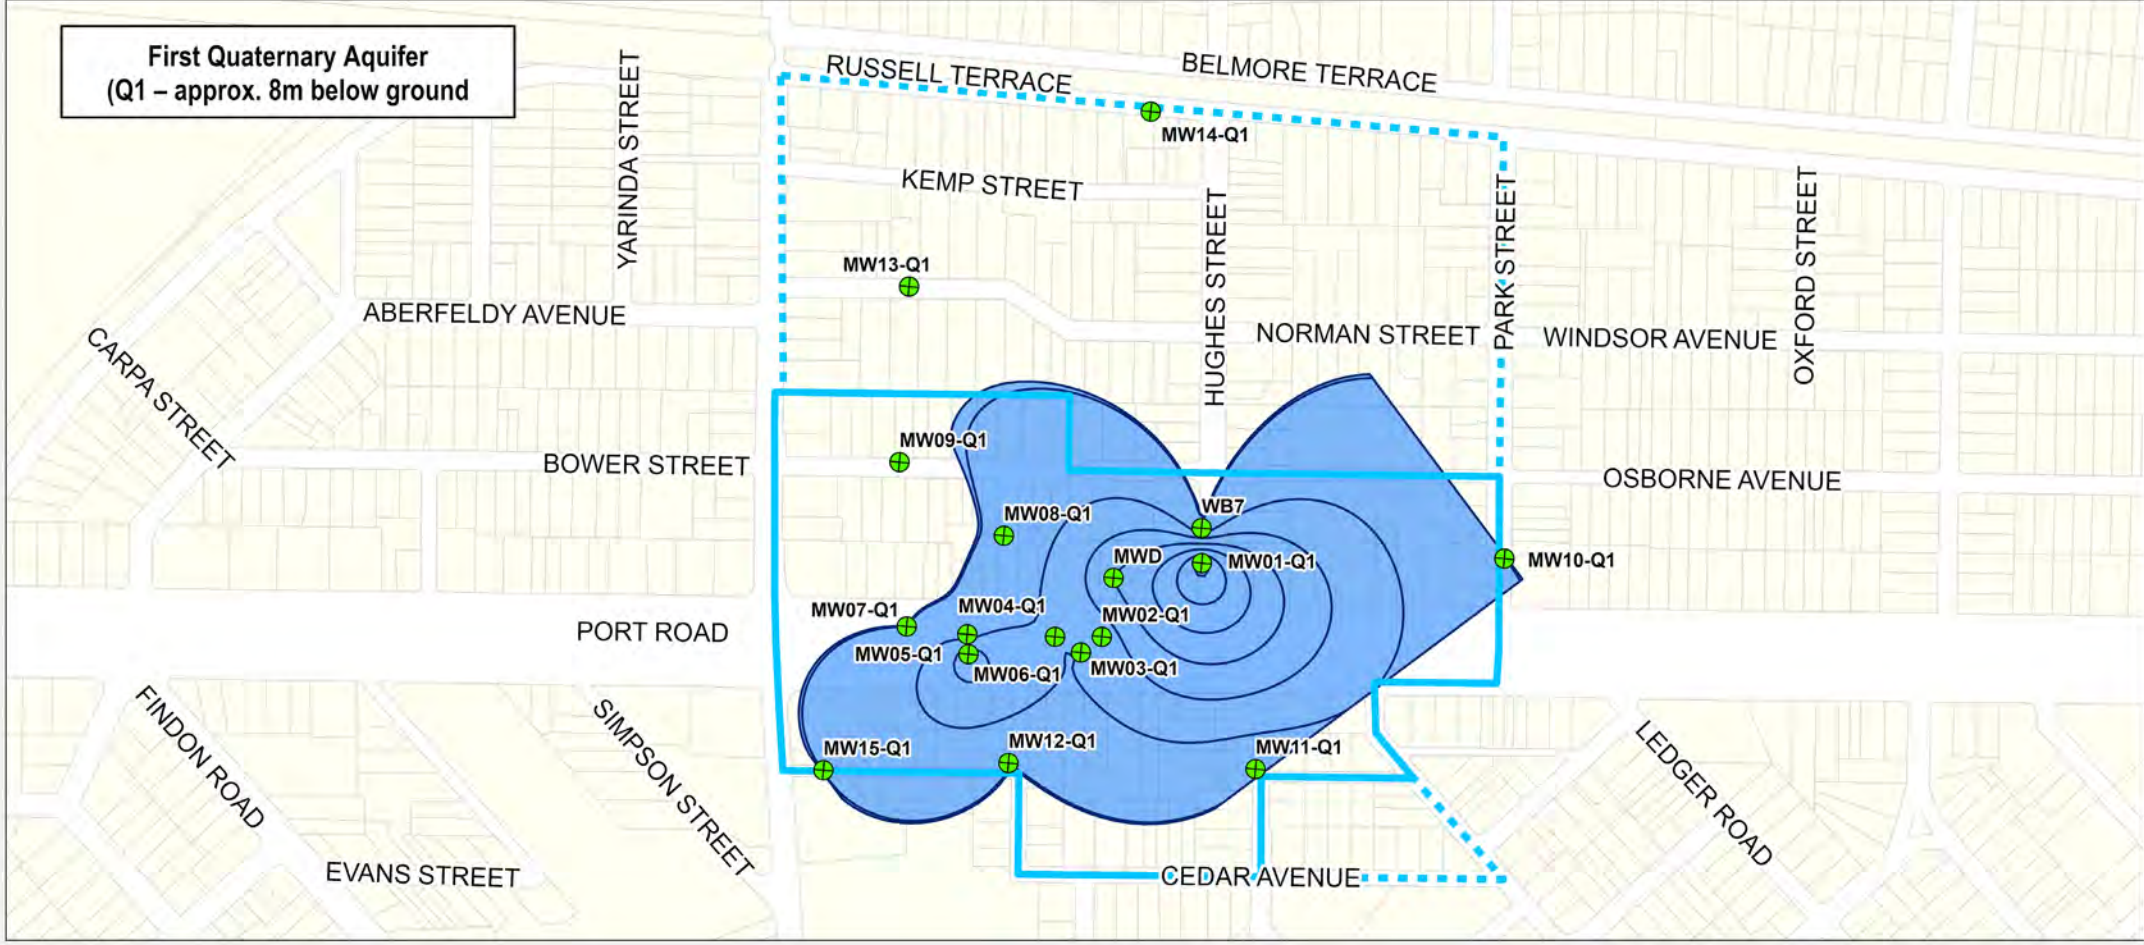 First Quaternary Aquifer
(Q1 – approx. 8m below ground
YARINDA STREET
RUSSELL TERRACE
BELMORE TERRACE
MW14-Q1
KEMP STREET
HUGHES STREET
PARK STREET
OXFORD STREET
MW13-Q1
ABERFELDY AVENUE
NORMAN STREET
WINDSOR AVENUE
CARPA STREET
MW09-Q1
BOWER STREET
OSBORNE AVENUE
WB7
MW08-Q1
MWD
MW01-Q1
MW10-Q1
MW07-Q1
MW04-Q1
MW02-Q1
PORT ROAD
MW05-Q1
MW06-Q1
MW03-Q1
FINDON ROAD
SIMPSON STREET
MW15-Q1
MW12-Q1
MW11-Q1
LEDGER ROAD
EVANS STREET
CEDAR AVENUE